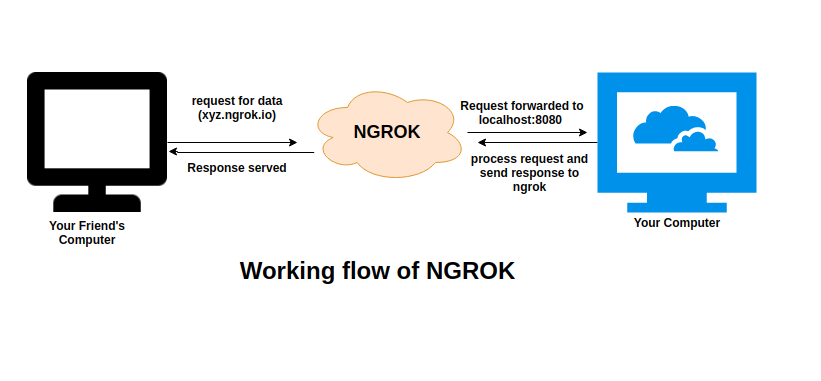 request for data
(xyz.ngrok.io)
Response served
NGROK
Request forwarded to
localhost:8080
process request and
send response to
ngrok
Your Friend's
Computer
Your Computer
Working flow of NGROK